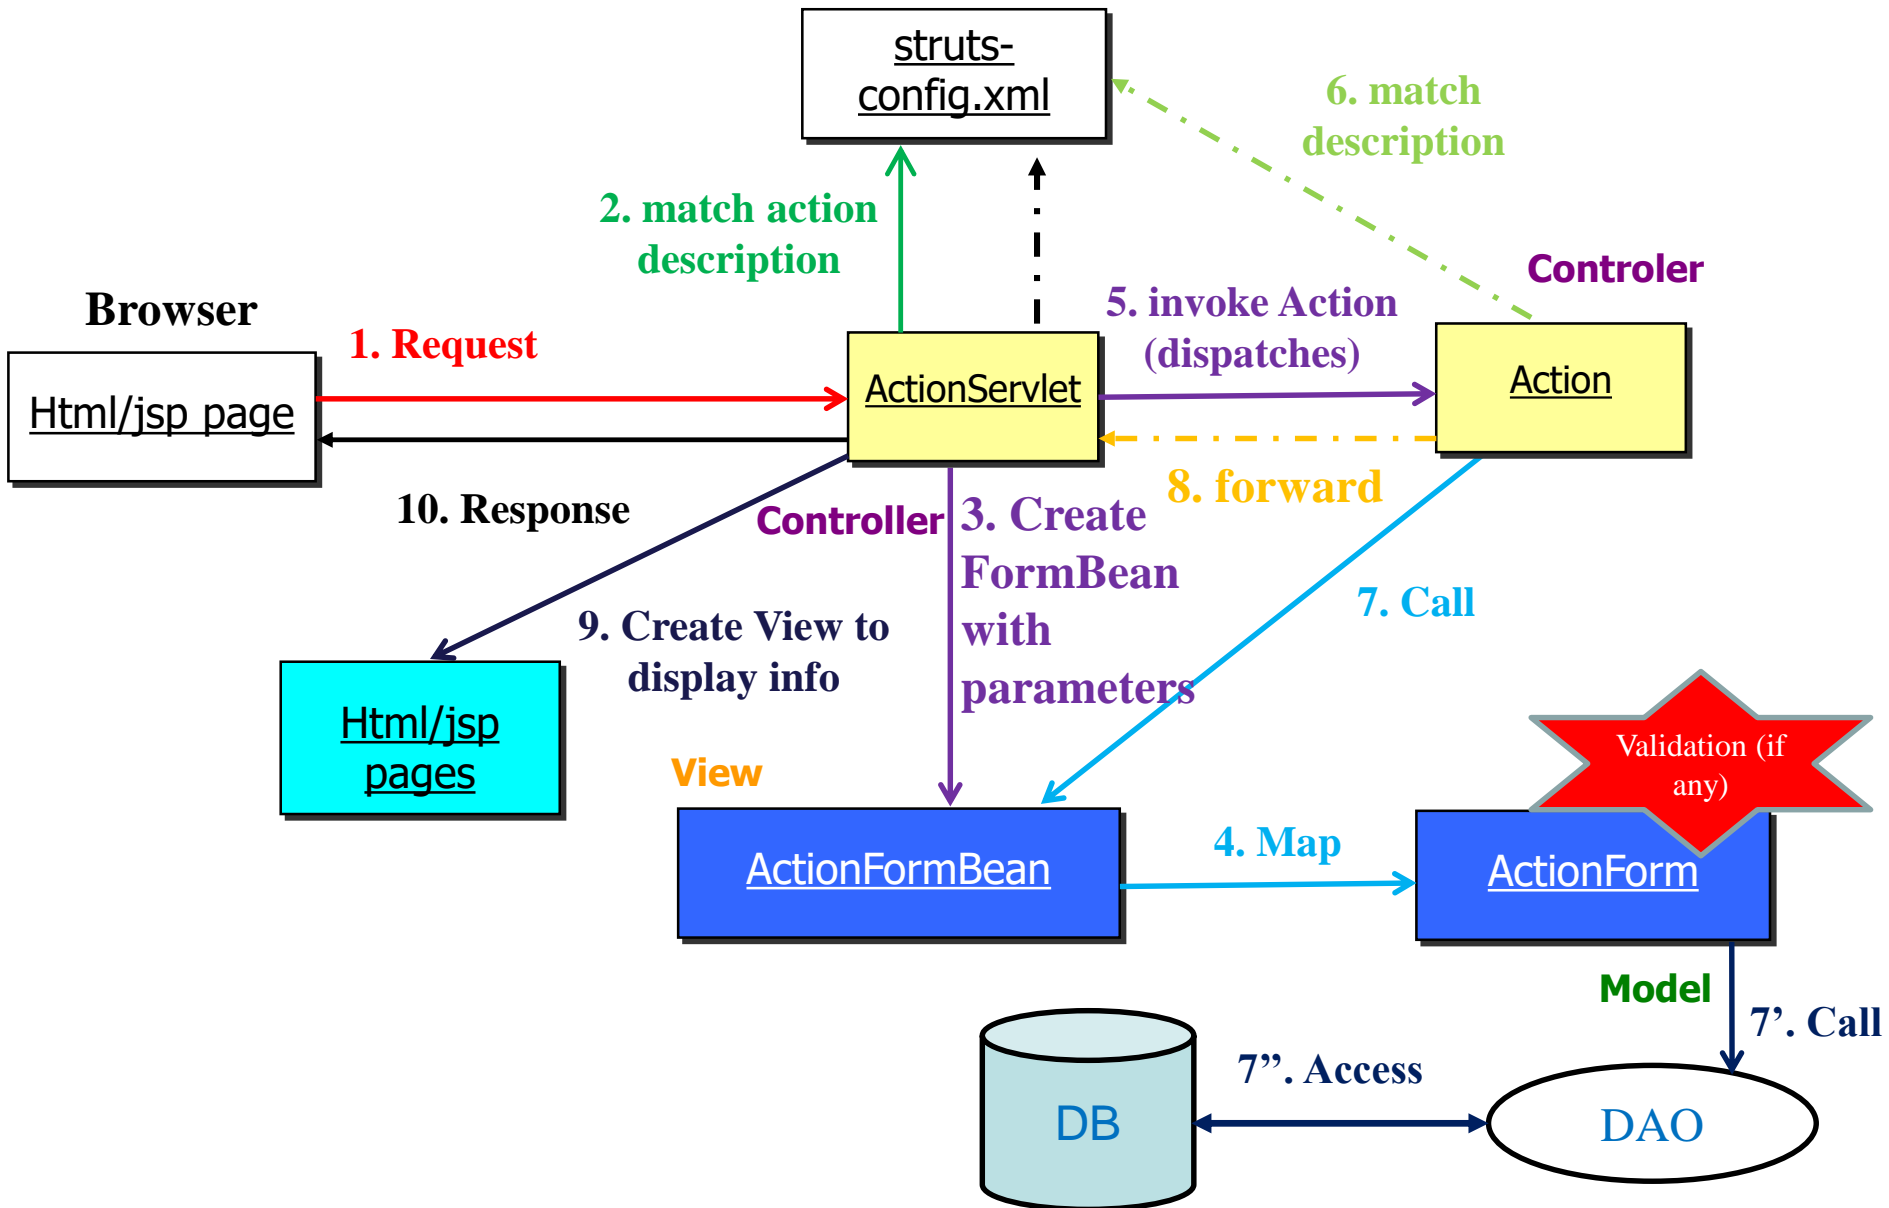 struts-
config.xml
6. match
description
2. match action
description
Controler
Browser
5. invoke Action
(dispatches)
1. Request
Html/jsp page
ActionServlet
Action
8. forward
10. Response
Controller
3. Create
FormBean
with
parameters
7. Call
9. Create View to
display info
Html/jsp
pages
View
Validation (if
any)
ActionFormBean
4. Map
ActionForm
Model
7’. Call
7”. Access
DB
DAO